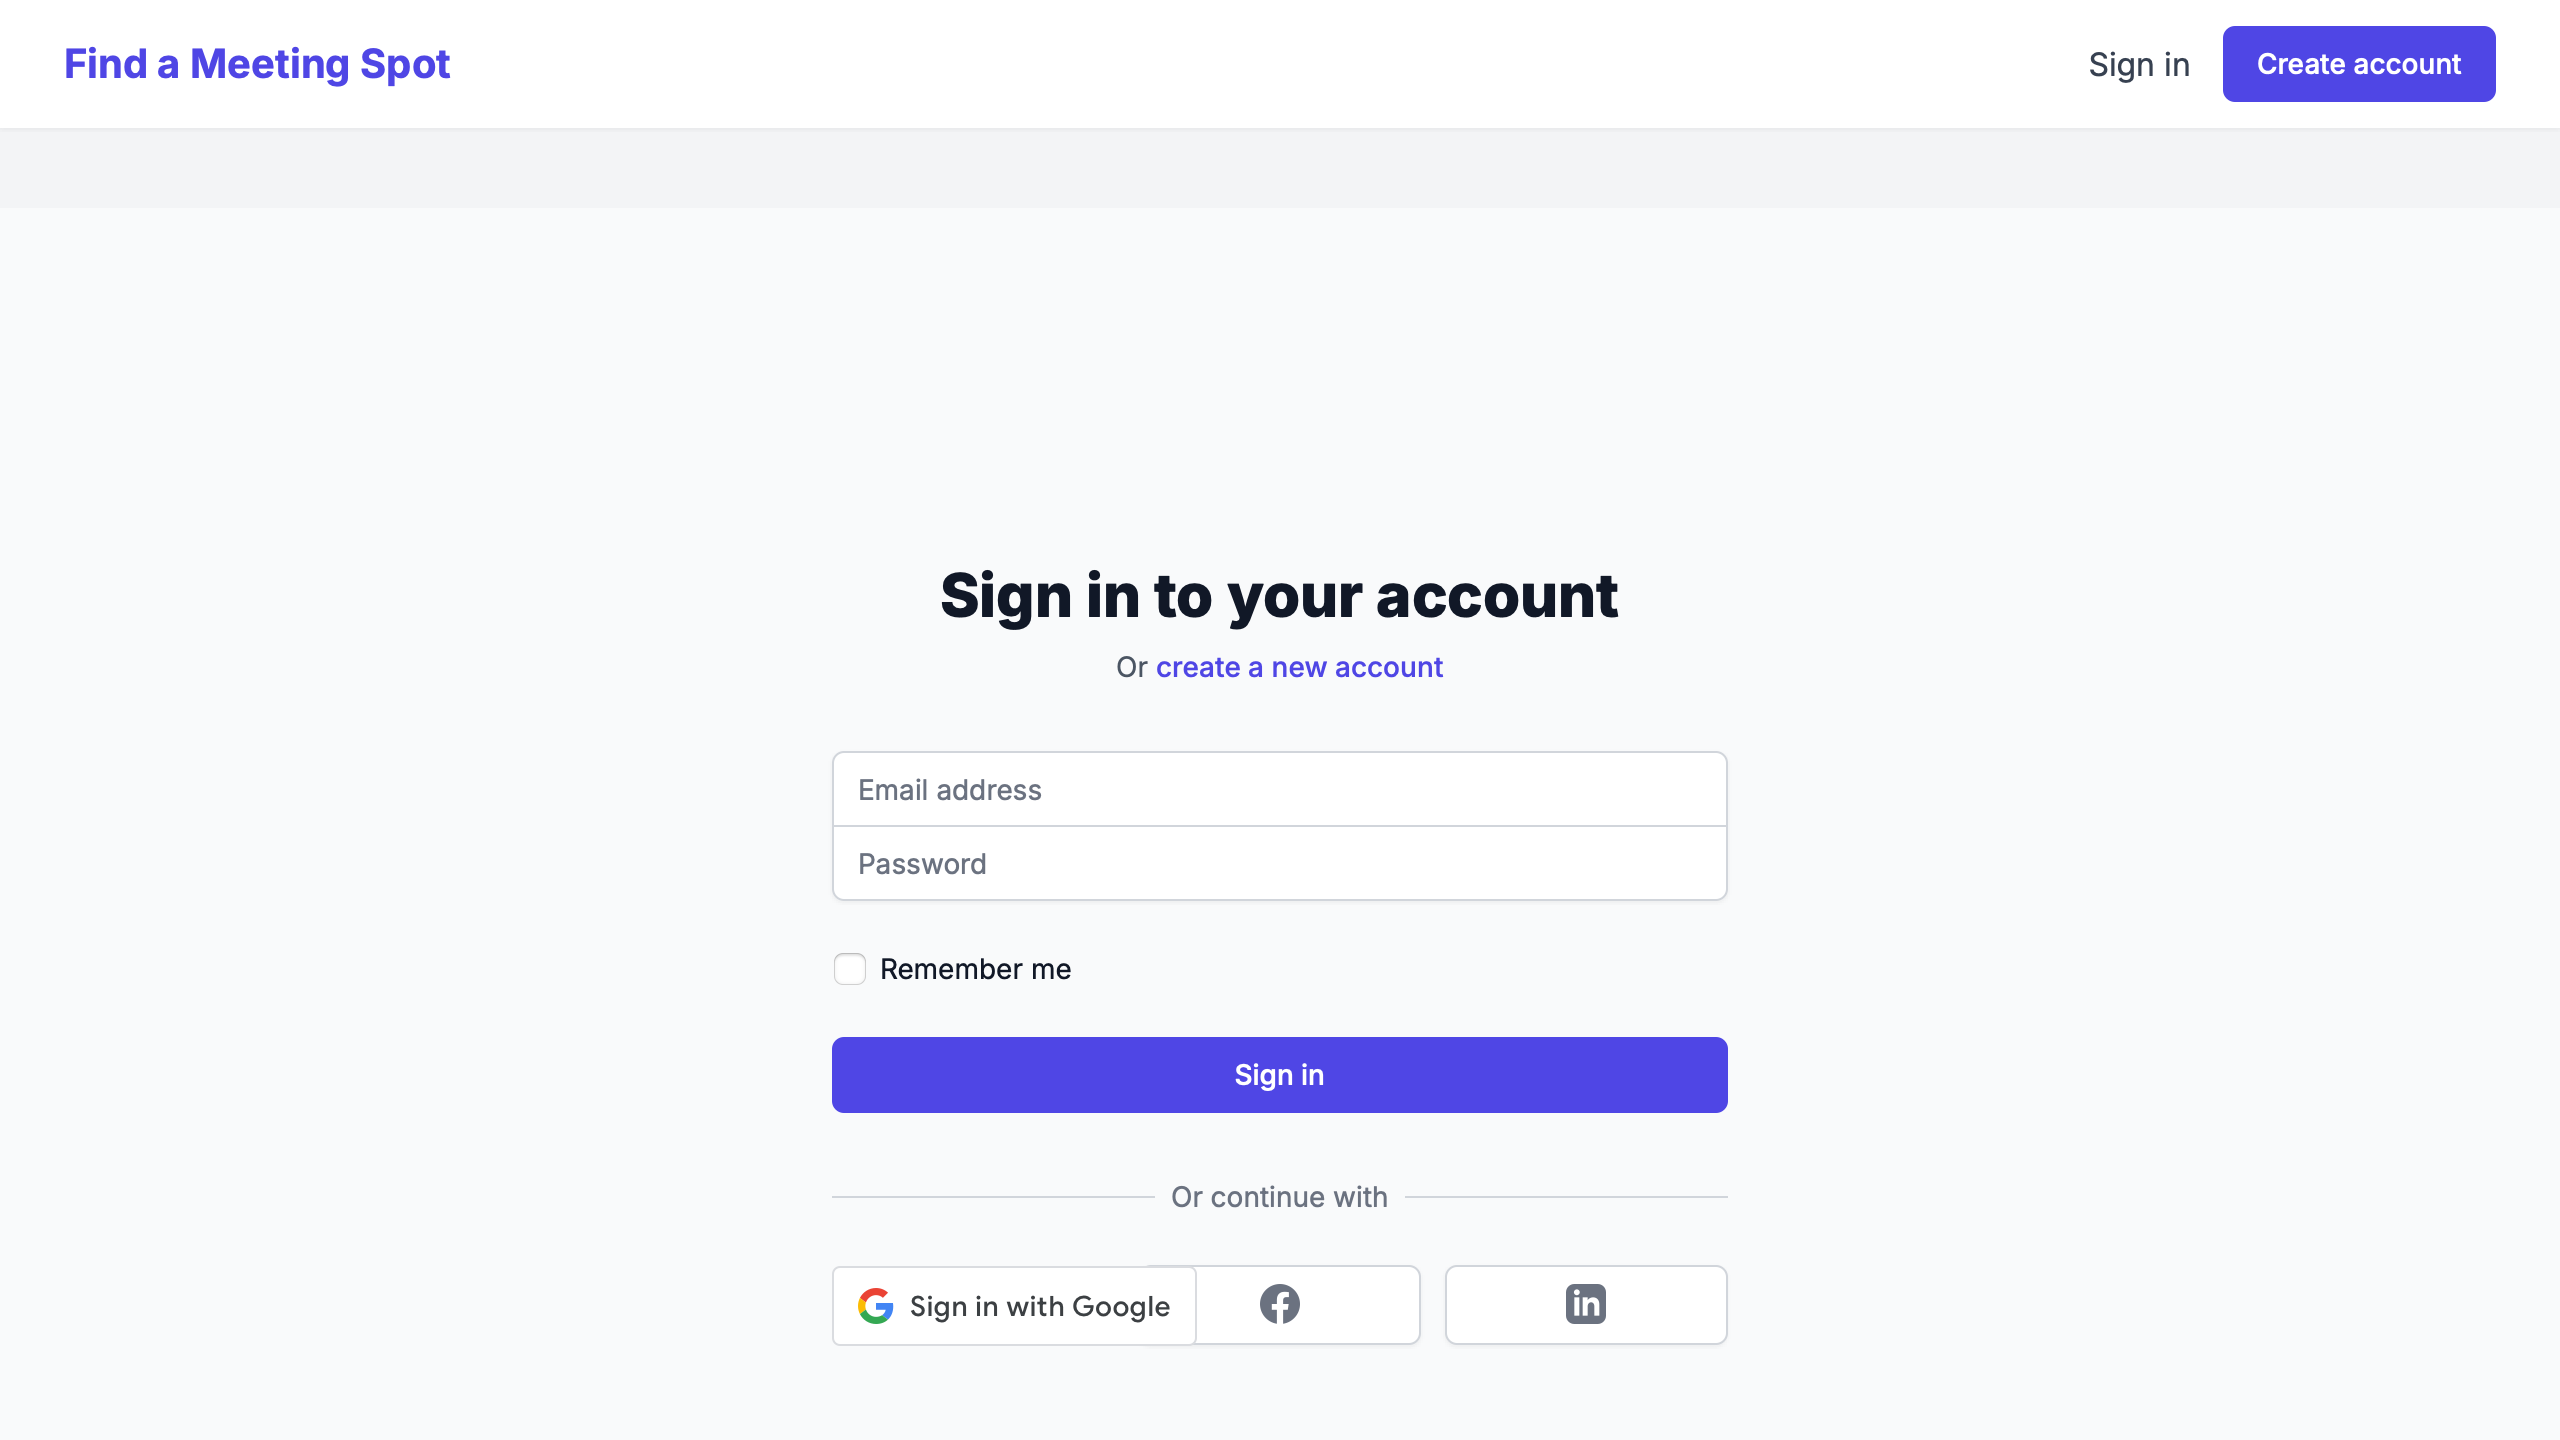 Find a Meeting Spot
Sign in
Create account
Sign in to your account
Or create a new account
Email address
Password
Remember me
Sign in
Or continue with
Sign in with Google